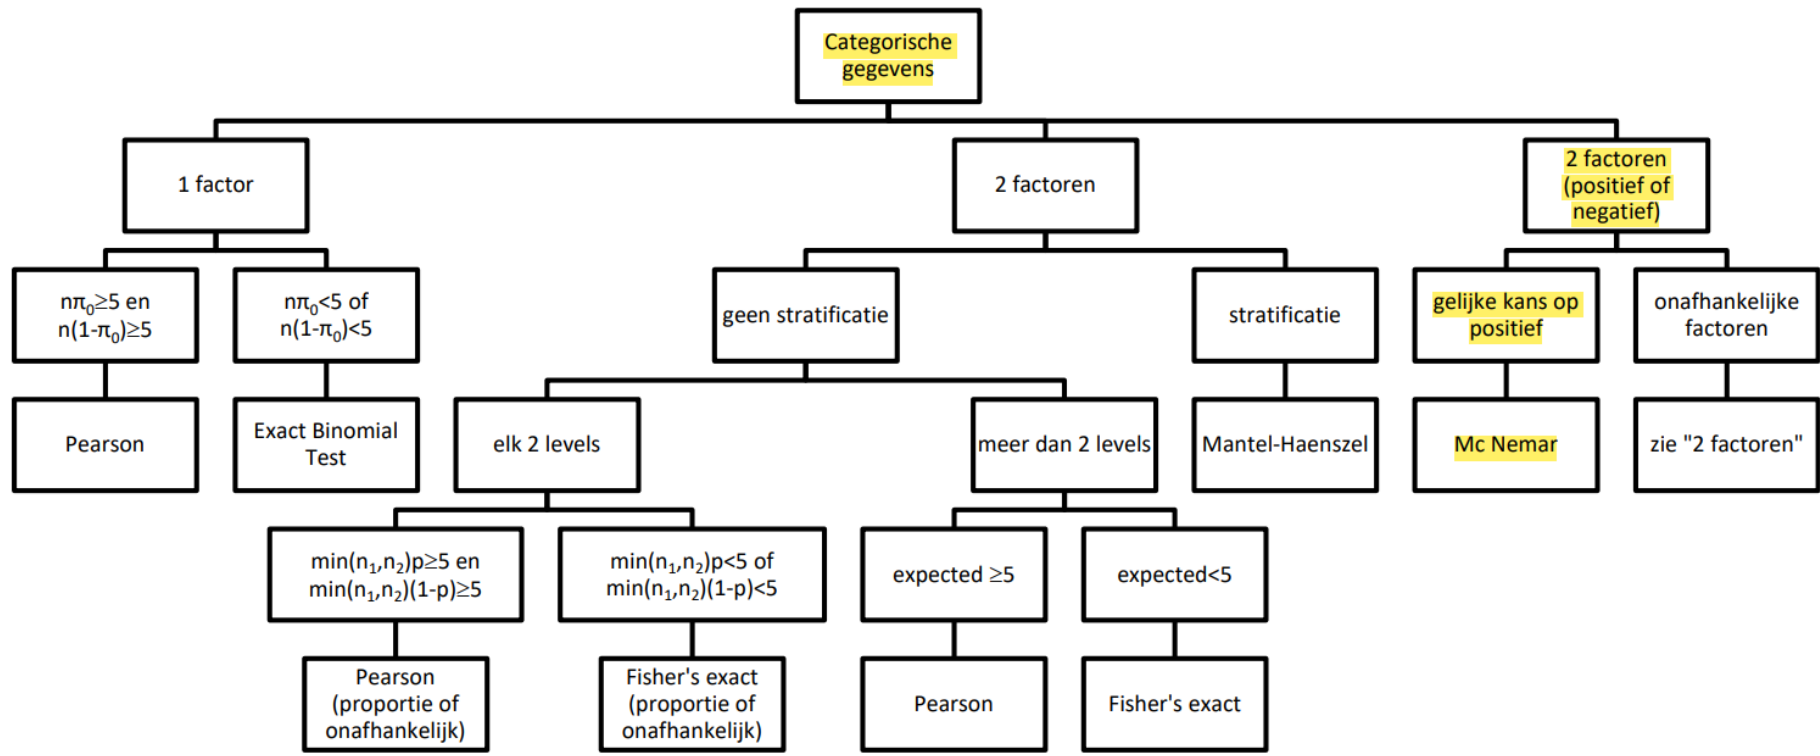 Categorische
gegevens
1 factor
2 factoren
2 factoren
(positief of
negatief)
nπ₀≥5 en
n(1-π₀)≥5
nπ₀<5 of
n(1-π₀)<5
geen stratificatie
stratificatie
gelijke kans op
positief
onafhankelijke
factoren
Pearson
Exact Binomial
Test
elk 2 levels
meer dan 2 levels
Mantel-Haenszel
Mc Nemar
zie "2 factoren"
min(n₁,n₂)p≥5 en
min(n₁,n₂)(1-p)≥5
min(n₁,n₂)p<5 of
min(n₁,n₂)(1-p)<5
expected ≥5
expected<5
Pearson
(proportie of
onafhankelijk)
Fisher's exact
(proportie of
onafhankelijk)
Pearson
Fisher's exact